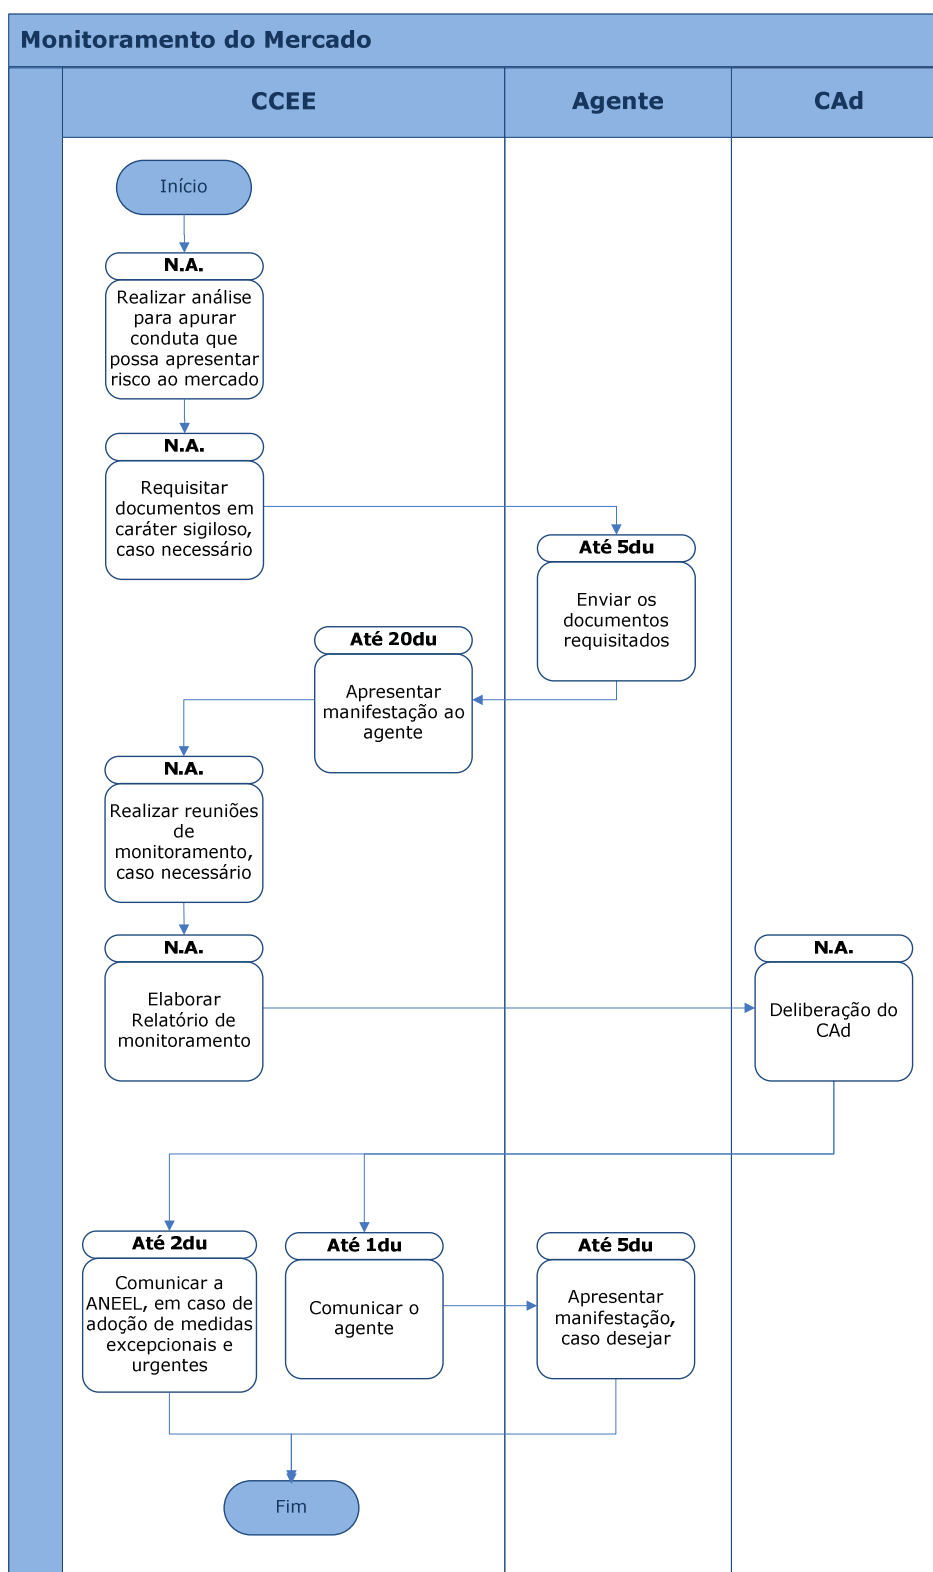 Monitoramento do Mercado
CCEE
Agente
CAd
Início
N.A.
Realizar análise
para apurar
conduta que
possa apresentar
risco ao mercado
N.A.
Requisitar
documentos em
caráter sigiloso,
caso necessário
Até 5du
Enviar os
documentos
requisitados
Até 20du
Apresentar
manifestação ao
agente
N.A.
Realizar reuniões
de
monitoramento,
caso necessário
N.A.
Elaborar
Relatório de
monitoramento
N.A.
Deliberação do
CAd
Até 2du
Comunicar a
ANEEL, em caso de
adoção de medidas
excepcionais e
urgentes
Até 1du
Comunicar o
agente
Até 5du
Apresentar
manifestação,
caso desejar
Fim